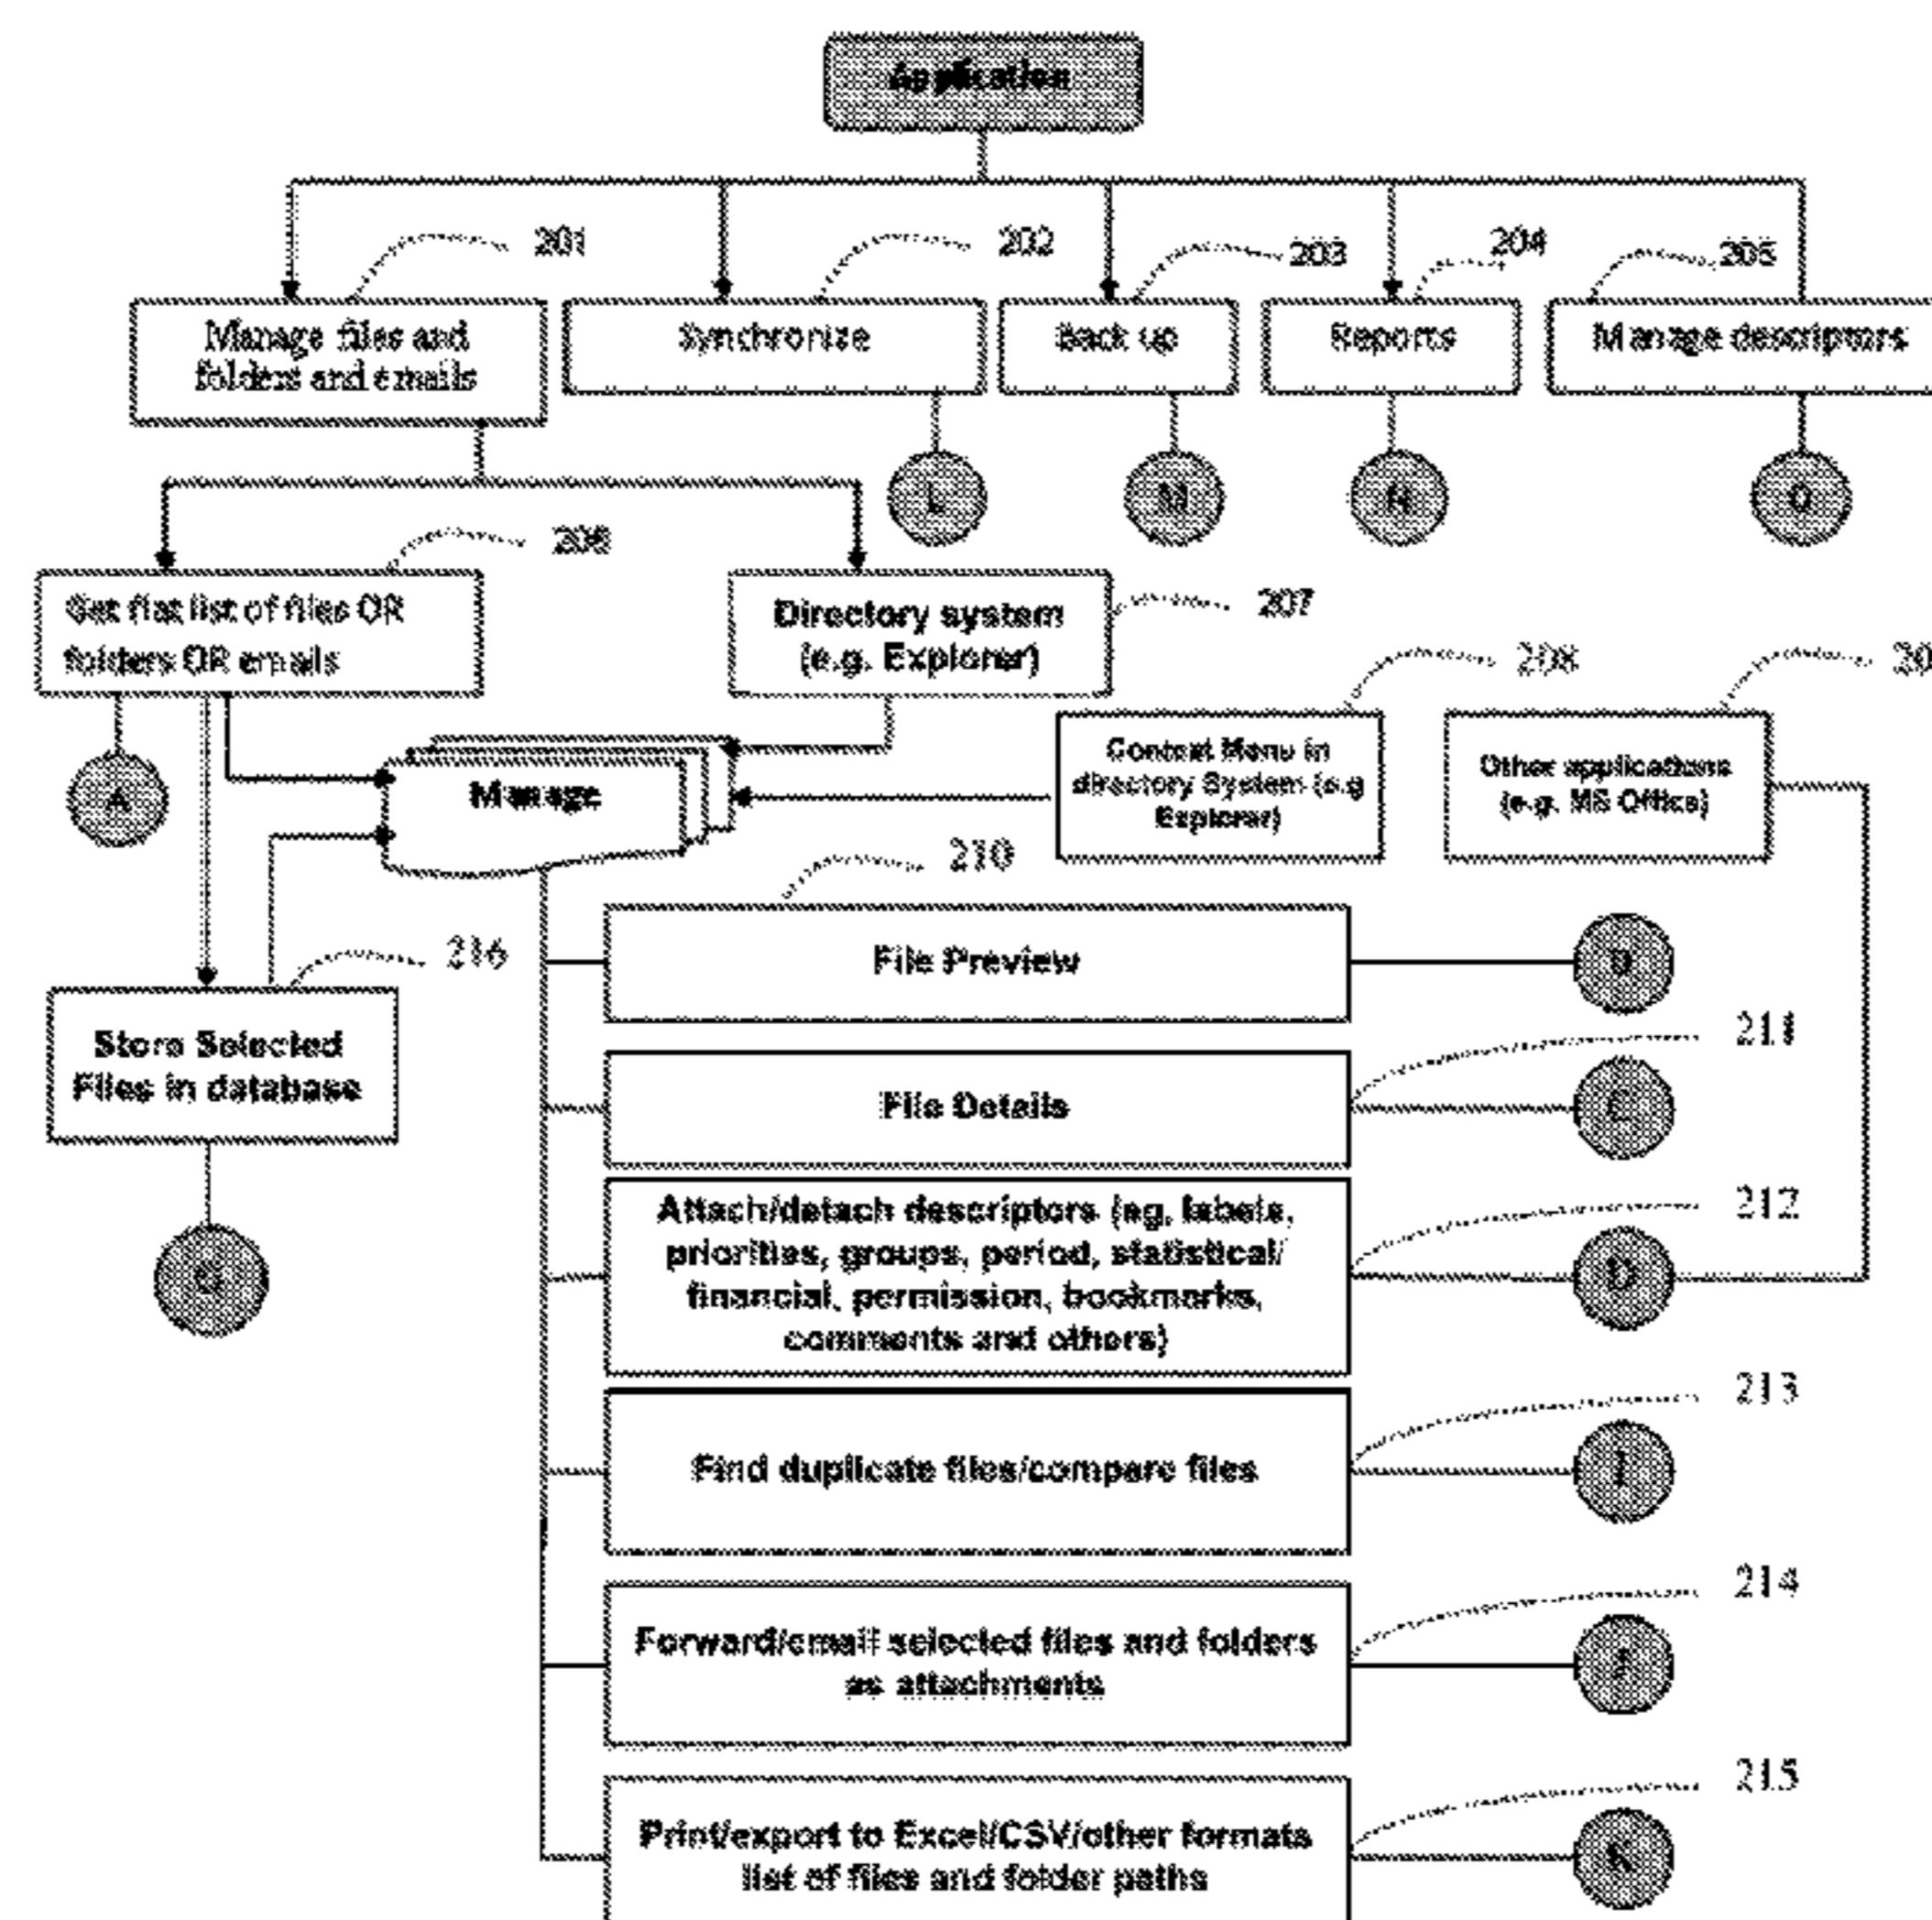 Application
201
202
203
204
205
Manage files and
folders and emails
Synchronize
Back up
Reports
Manage descriptors
L
M
N
O
206
Get flat list of files OR
folders OR emails
Directory system
(e.g. Explorer)
207
208
20
A
Manage
Context Menu in
directory System (e.g
Explorer)
Other applications
(e.g. MS Office)
210
File Preview
216
Store Selected
Files in database
211
File Details
212
Attach/detach descriptors (eg, labels,
priorities, groups, period, statistical/
financial, permission, bookmarks,
comments and others)
D
213
Find duplicate files/compare files
214
Forward/email selected files and folders
as attachments
215
Print/export to Excel/CSV/other formats
list of files and folder paths